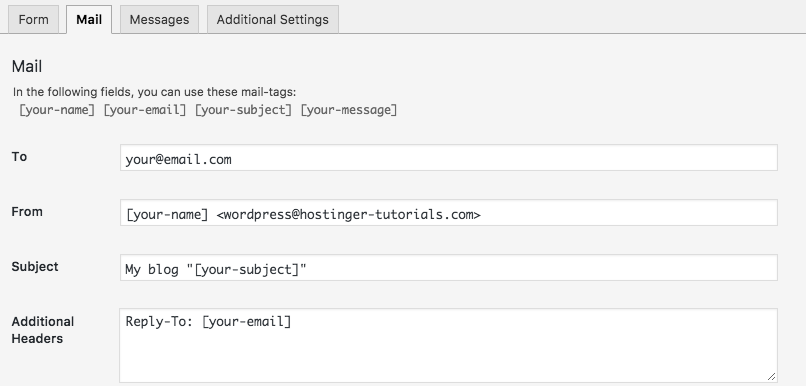 Form Mail Messages Additional Settings
Mail
In the following fields, you can use these mail-tags:
[your-name] [your-email] [your-subject] [your-message]
To your@email.com
From [your-name] <wordpress@hostinger-tutorials.com>
Subject My blog "[your-subject]"
Additional Headers Reply-To: [your-email]